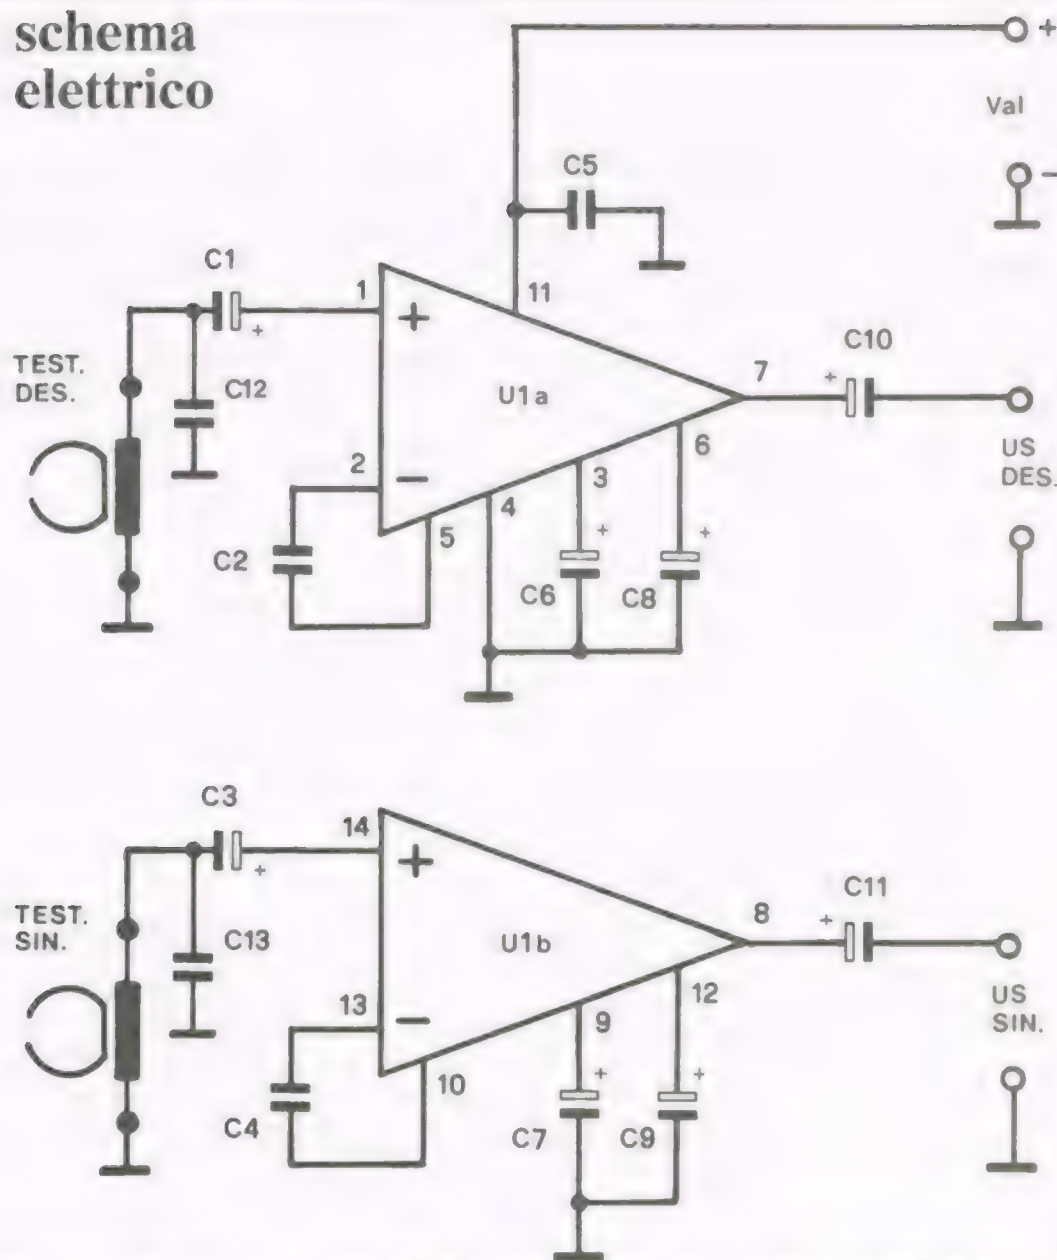 schema
elettrico
+
Val
−
C5
C1
1
+
11
TEST.
DES.
C12
+
U1a
7
C10
+
2
−
3
6
US
DES.
4
5
+
+
C2
C6
C8
C3
14
+
+
TEST.
SIN.
C13
U1b
8
C11
+
13
−
9
12
US
SIN.
10
+
+
C4
C7
C9